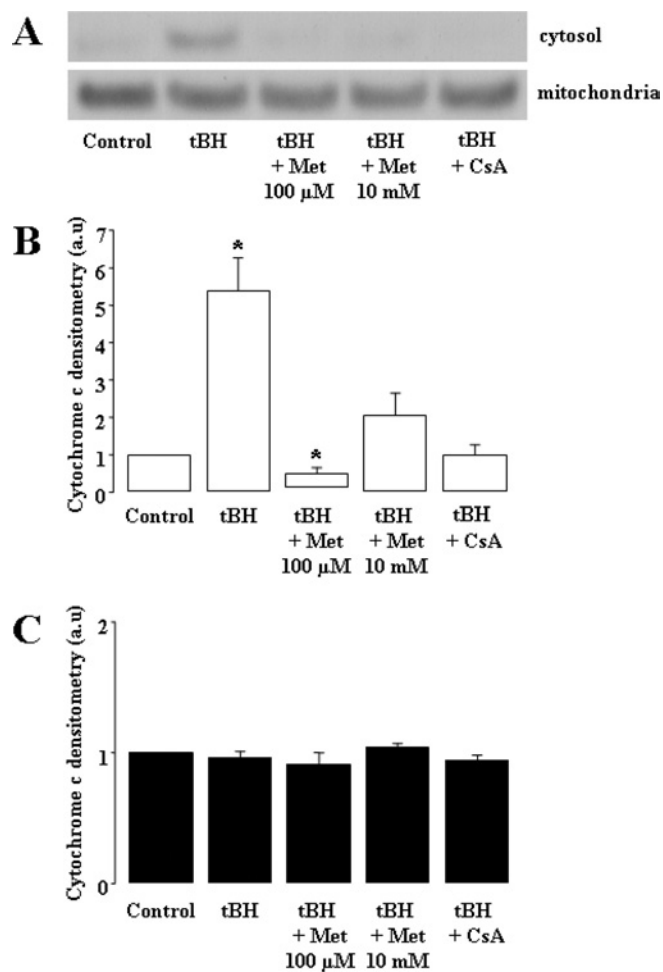 A
cytosol
mitochondria
Control tBH tBH tBH tBH
+ Met + Met + CsA
100 µM 10 mM
B
Cytochrome c densitometry (a.u)
7
6
5
4
3
2
1
0
* *
Control tBH tBH tBH tBH
+ Met + Met + CsA
100 µM 10 mM
C
Cytochrome c densitometry (a.u)
2
1
0
Control tBH tBH tBH tBH
+ Met + Met + CsA
100 µM 10 mM